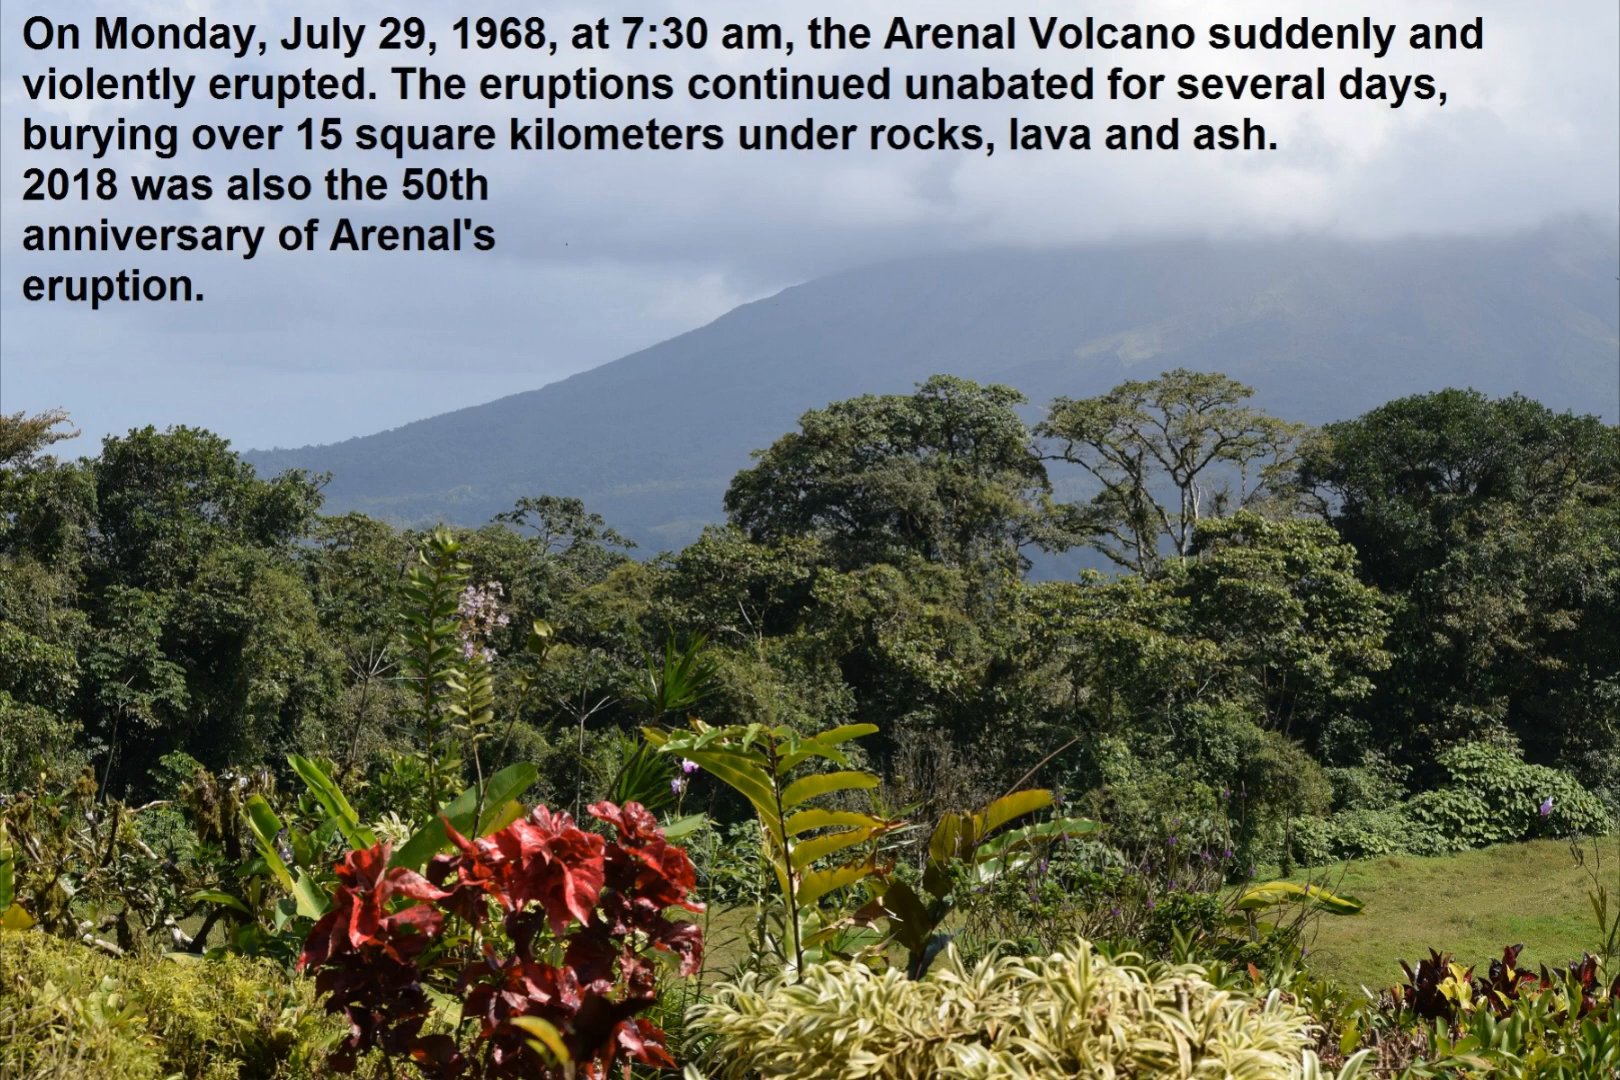 On Monday, July 29, 1968, at 7:30 am, the Arenal Volcano suddenly and
violently erupted. The eruptions continued unabated for several days,
burying over 15 square kilometers under rocks, lava and ash.
2018 was also the 50th
anniversary of Arenal's
eruption.